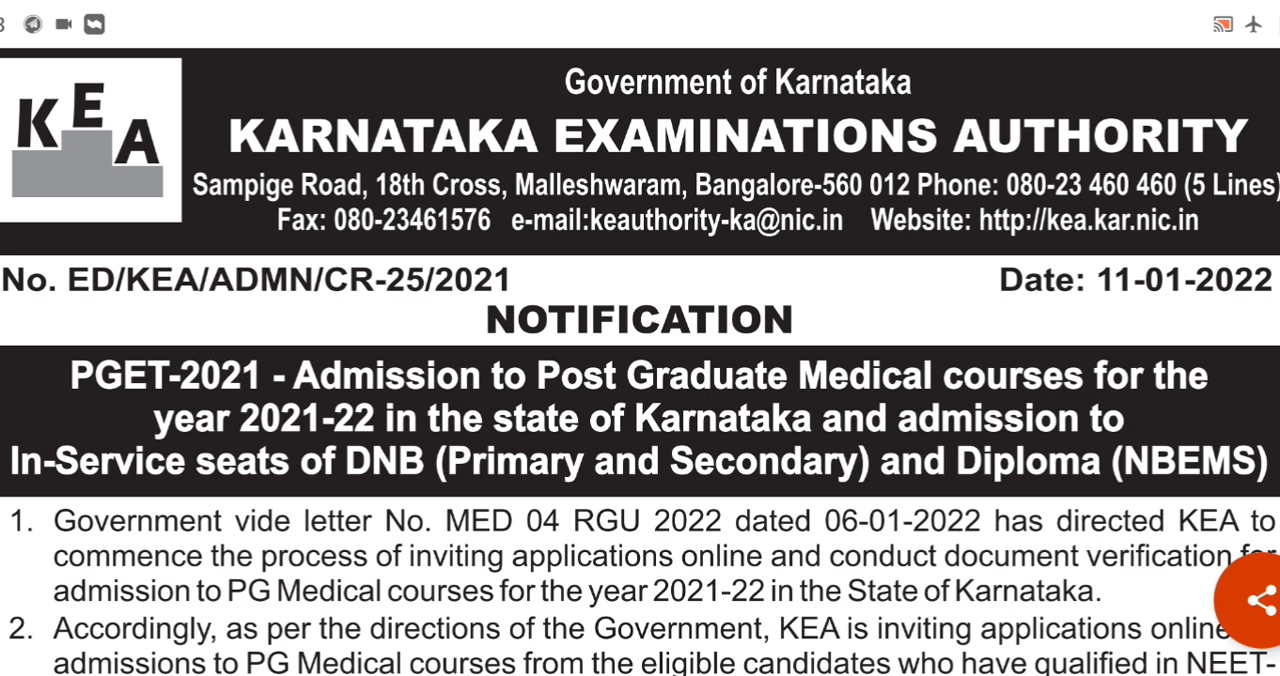 KEA
Government of Karnataka
KARNATAKA EXAMINATIONS AUTHORITY
Sampige Road, 18th Cross, Malleshwaram, Bangalore-560 012 Phone: 080-23 460 460 (5 Lines)
Fax: 080-23461576 e-mail:keauthority-ka@nic.in Website: http://kea.kar.nic.in
No. ED/KEA/ADMN/CR-25/2021 Date: 11-01-2022
NOTIFICATION
PGET-2021 - Admission to Post Graduate Medical courses for the
year 2021-22 in the state of Karnataka and admission to
In-Service seats of DNB (Primary and Secondary) and Diploma (NBEMS)
1. Government vide letter No. MED 04 RGU 2022 dated 06-01-2022 has directed KEA to
commence the process of inviting applications online and conduct document verification for
admission to PG Medical courses for the year 2021-22 in the State of Karnataka.
2. Accordingly, as per the directions of the Government, KEA is inviting applications online
admissions to PG Medical courses from the eligible candidates who have qualified in NEET-